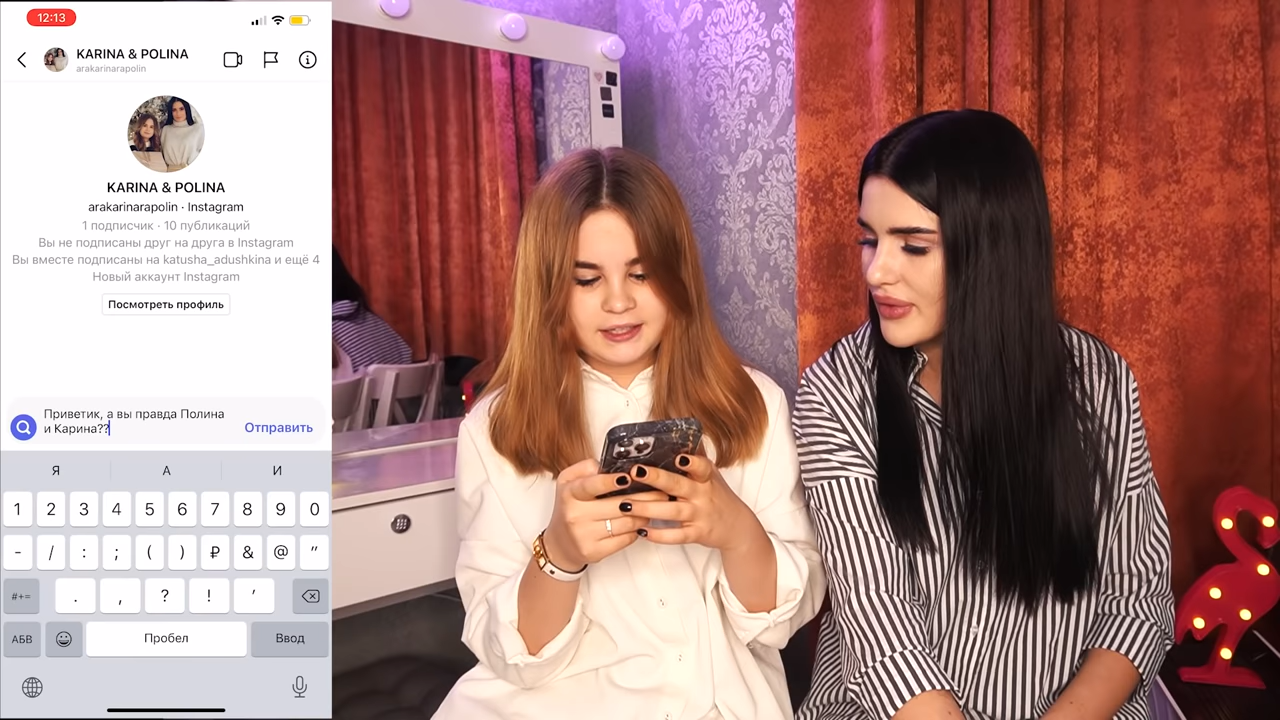 12:13
KARINA & POLINA
arakarinarapolin
KARINA & POLINA
arakarinarapolin · Instagram
1 подписчик · 10 публикаций
Вы не подписаны друг на друга в Instagram
Вы вместе подписаны на katusha_adushkina и ещё 4
Новый аккаунт Instagram
Посмотреть профиль
Приветик, а вы правда Полина
и Карина??
Отправить
Я А И
1 2 3 4 5 6 7 8 9 0
- / : ; ( ) ₽ & @ "
#+= . , ? ! '
АБВ Пробел Ввод